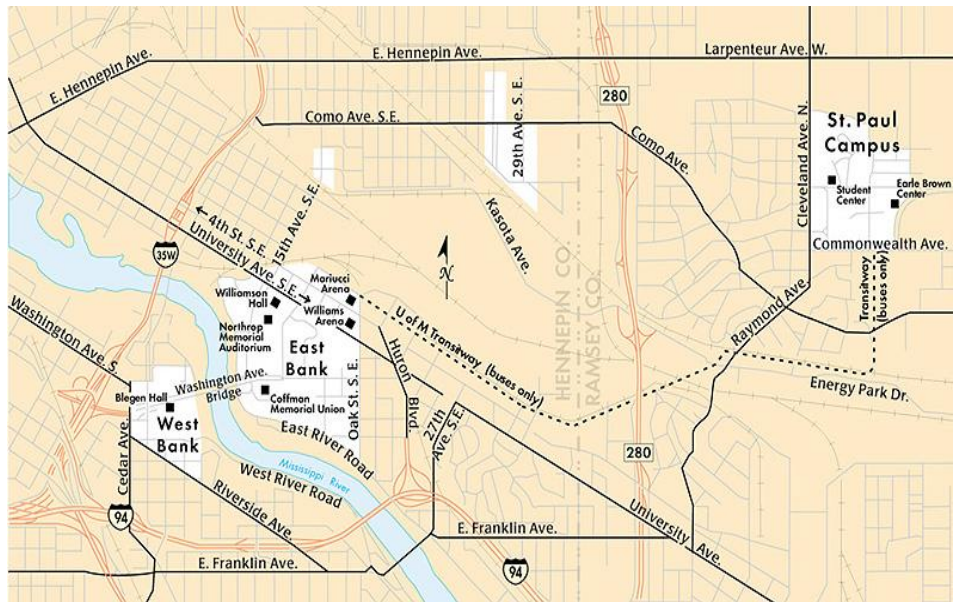 E. Hennepin Ave.
E. Hennepin Ave.
Larpenteur Ave. W.
280
Como Ave. S.E.
29th Ave. S. E.
Como Ave.
Cleveland Ave. N.
St. Paul
Campus
Student
Center
Earle Brown
Center
Commonwealth Ave.
Kasota Ave.
15th Ave. S.E.
4th St. S.E.
University Ave. S.E.
35W
N
HENNEPIN CO.
RAMSEY CO.
Transitway
(buses only)
Raymond Ave.
Mariucci
Arena
Williamson
Hall
Williams
Arena
Northrop
Memorial
Auditorium
East
Bank
U of M Transitway (buses only)
Energy Park Dr.
Washington Ave. S.
Washington Ave.
Bridge
Blegen Hall
West
Bank
Coffman
Memorial Union
Oak St. S. E.
Huron
Blvd.
27th
Ave. S.E.
East River Road
Mississippi River
West River Road
Cedar Ave.
Riverside Ave.
94
280
University Ave.
E. Franklin Ave.
E. Franklin Ave.
94